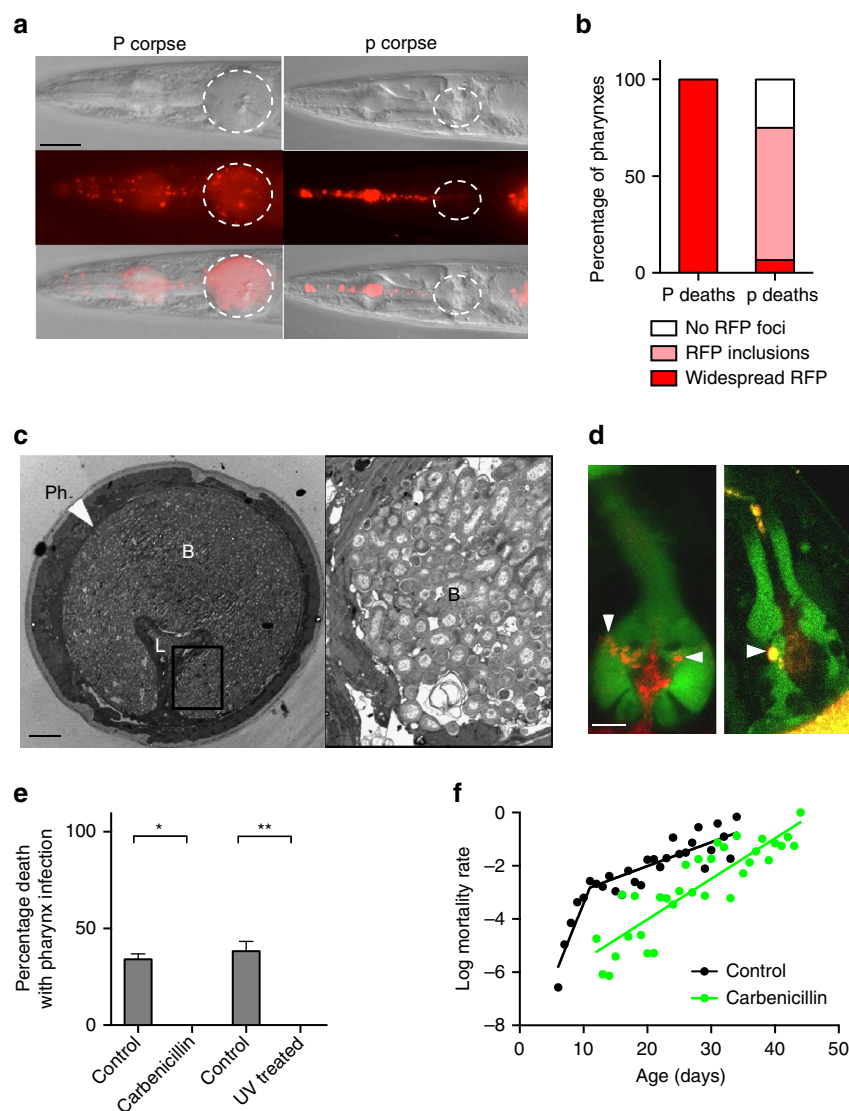 a
P corpse
p corpse
b
Percentage of pharynxes
100
50
0
P deaths
p deaths
No RFP foci
RFP inclusions
Widespread RFP
c
Ph
B
L
B
d
e
Percentage death
with pharynx infection
100
50
0
*
**
Control
Carbenicillin
Control
UV treated
f
Log mortality rate
0
−2
−4
−6
−8
Control
Carbenicillin
0
10
20
30
40
50
Age (days)